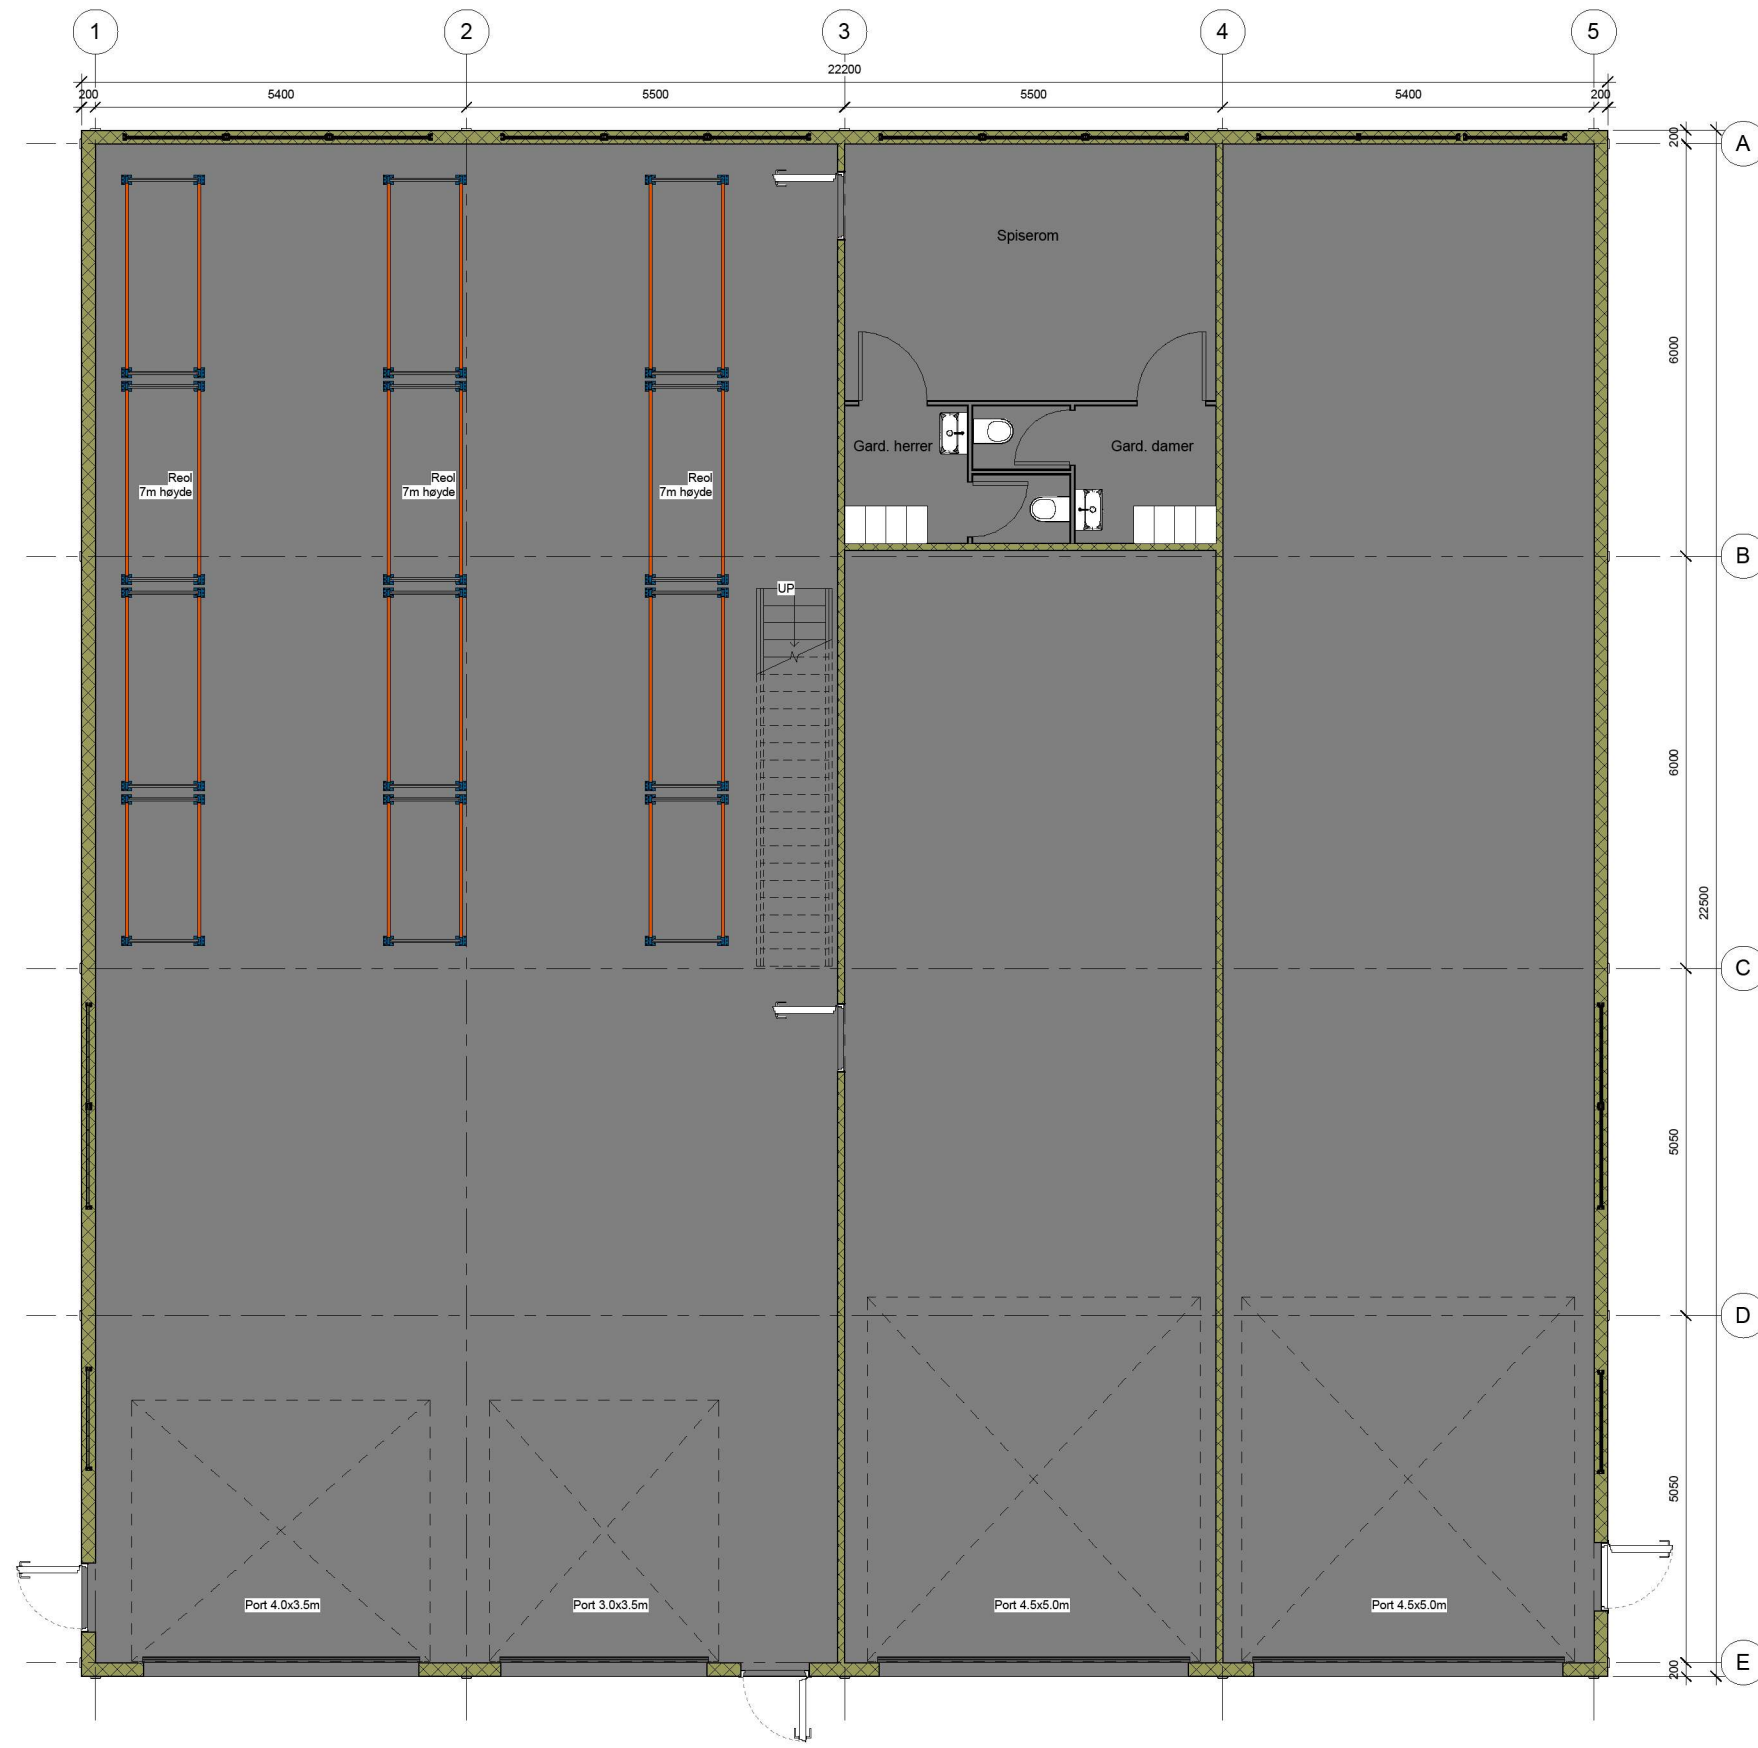 1 2 3 4 5
22200
200 5400 5500 5500 5400 200
A
200
Spiserom
6000
Gard. herrer Gard. damer
Reol Reol Reol
7m høyde 7m høyde 7m høyde
B
UP
6000
22500
C
5050
D
5050
Port 4.0x3.5m Port 3.0x3.5m Port 4.5x5.0m Port 4.5x5.0m
E
200